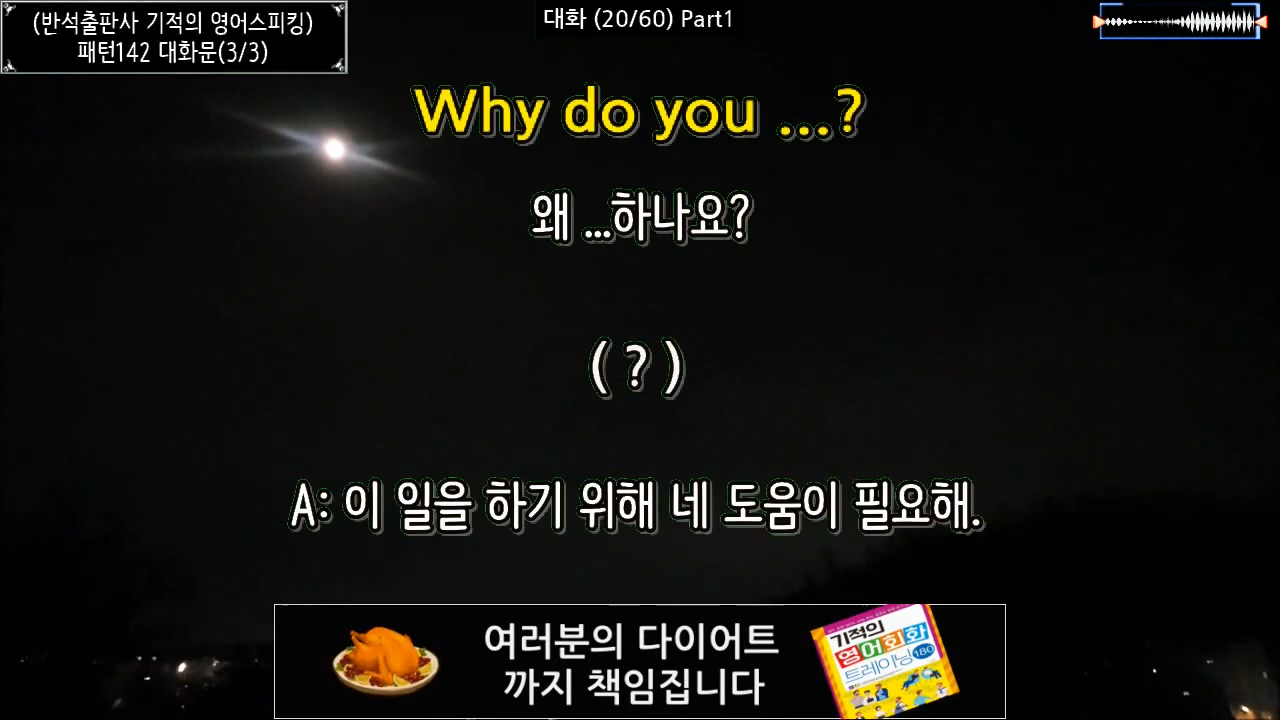 (반석출판사 기적의 영어스피킹)
패턴142 대화문(3/3)
대화 (20/60) Part1
Why do you ...?
왜 ...하나요?
( ? )
A: 이 일을 하기 위해 네 도움이 필요해.
여러분의 다이어트
까지 책임집니다
기적의
영어회화
트레이닝
180